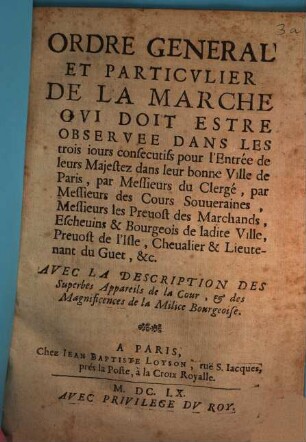 3a
ORDRE GENERAL
ET PARTICVLIER
DE LA MARCHE
QVI DOIT ESTRE
OBSERVEE DANS LES
trois iours consecutifs pour l'Entrée de
leurs Majestez dans leur bonne Ville de
Paris, par Messieurs du Clergé, par
Messieurs des Cours Souueraines,
Messieurs les Preuost des Marchands,
Escheuins & Bourgeois de ladite Ville,
Preuost de l'Isle, Cheualier & Lieute-
nant du Guet, &c.
AVEC LA DESCRIPTION DES
Superbes Appareils de la Cour, & des
Magnificences de la Milice Bourgeoise.
A PARIS,
Chez IEAN BAPTISTE LOYSON, ruë S. Iacques,
prés la Poste, à la Croix Royalle.
M. DC. LX.
AVEC PRIVILEGE DV ROY.